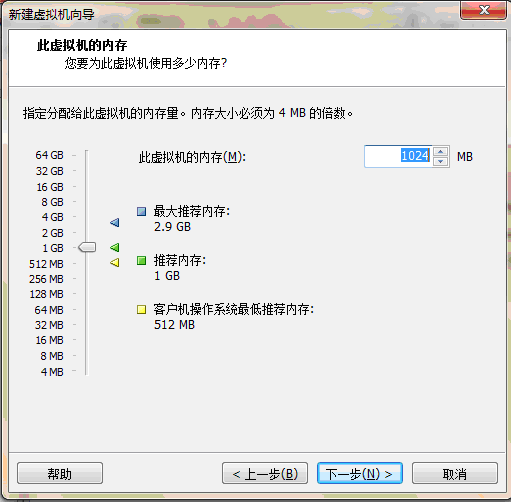 新建虚拟机向导
此虚拟机的内存
您要为此虚拟机使用多少内存?
指定分配给此虚拟机的内存量。内存大小必须为 4 MB 的倍数。
此虚拟机的内存(M):
1024
MB
64 GB
32 GB
16 GB
8 GB
4 GB
2 GB
1 GB
512 MB
256 MB
128 MB
64 MB
32 MB
16 MB
8 MB
4 MB
最大推荐内存:
2.9 GB
推荐内存:
1 GB
客户机操作系统最低推荐内存:
512 MB
帮助
< 上一步(B)
下一步(N) >
取消